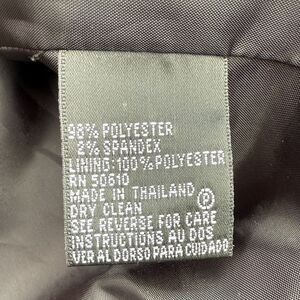 98% POLYESTER
2% SPANDEX
LINING: 100% POLYESTER
RN 50610
MADE IN THAILAND
DRY CLEAN Ⓟ
SEE REVERSE FOR CARE
INSTRUCTIONS AU DOS
VER AL DORSO PARA CUIDADO